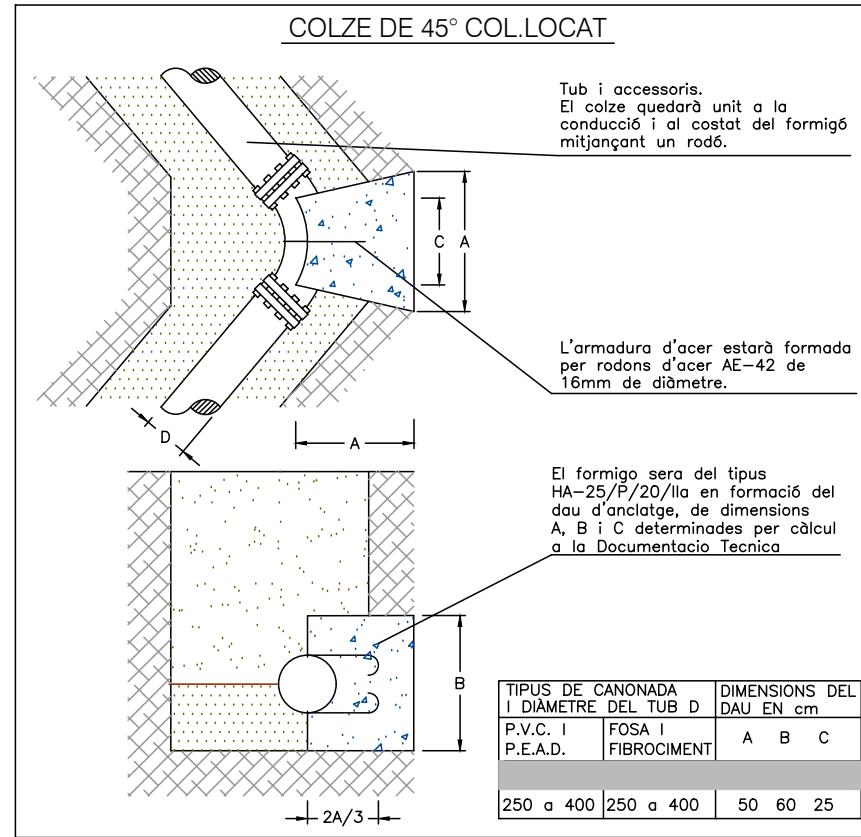 COLZE DE 45° COL.LOCAT
Tub i accessoris.
El colze quedarà unit a la
conducció i al costat del formigó
mitjançant un rodó.
C A
L'armadura d'acer estarà formada
per rodons d'acer AE-42 de
16mm de diàmetre.
D
A
El formigo sera del tipus
HA-25/P/20/IIa en formació del
dau d'anclatge, de dimensions
A, B i C determinades per càlcul
a la Documentacio Tecnica
B
2A/3
TIPUS DE CANONADA
I DIÀMETRE DEL TUB D
DIMENSIONS DEL
DAU EN cm
P.V.C. I
P.E.A.D.
FOSA I
FIBROCIMENT
A B C
250 a 400 250 a 400 50 60 25